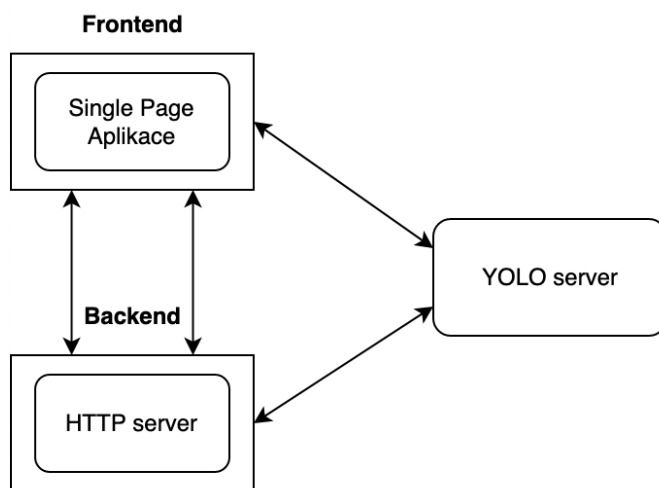 Frontend
Single Page
Aplikace
YOLO server
Backend
HTTP server